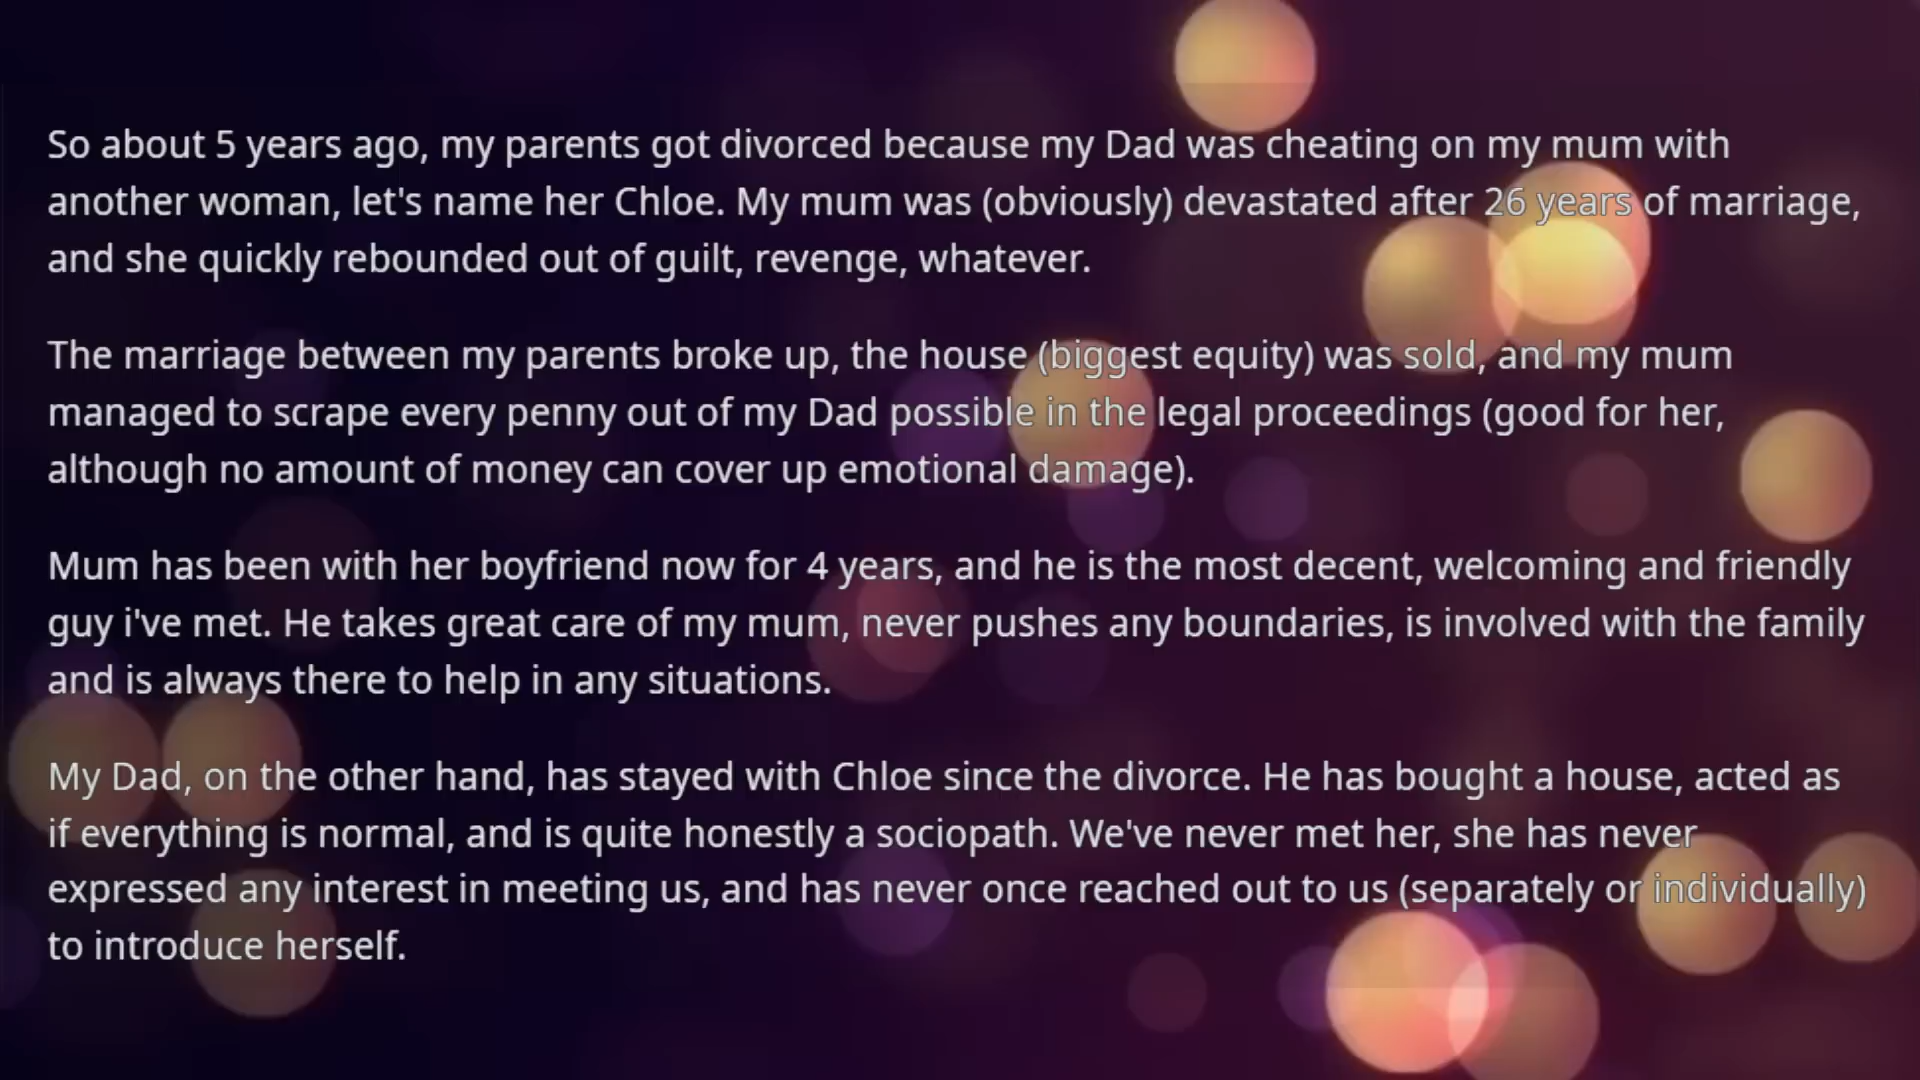 So about 5 years ago, my parents got divorced because my Dad was cheating on my mum with
another woman, let's name her Chloe. My mum was (obviously) devastated after 26 years of marriage,
and she quickly rebounded out of guilt, revenge, whatever.
The marriage between my parents broke up, the house (biggest equity) was sold, and my mum
managed to scrape every penny out of my Dad possible in the legal proceedings (good for her,
although no amount of money can cover up emotional damage).
Mum has been with her boyfriend now for 4 years, and he is the most decent, welcoming and friendly
guy i've met. He takes great care of my mum, never pushes any boundaries, is involved with the family
and is always there to help in any situations.
My Dad, on the other hand, has stayed with Chloe since the divorce. He has bought a house, acted as
if everything is normal, and is quite honestly a sociopath. We've never met her, she has never
expressed any interest in meeting us, and has never once reached out to us (separately or individually)
to introduce herself.